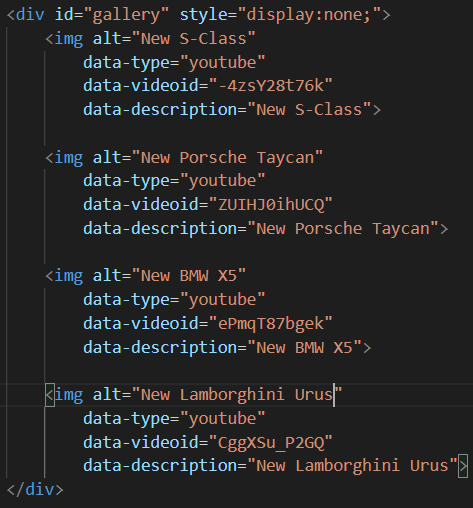 <div id="gallery" style="display:none;">
<img alt="New S-Class"
data-type="youtube"
data-videoid="-4zsY28t76k"
data-description="New S-Class">
<img alt="New Porsche Taycan"
data-type="youtube"
data-videoid="ZUIHJ0ihUCQ"
data-description="New Porsche Taycan">
<img alt="New BMW X5"
data-type="youtube"
data-videoid="ePmqT87bgek"
data-description="New BMW X5">
<img alt="New Lamborghini Urus"
data-type="youtube"
data-videoid="CggXSu_P2GQ"
data-description="New Lamborghini Urus">
</div>